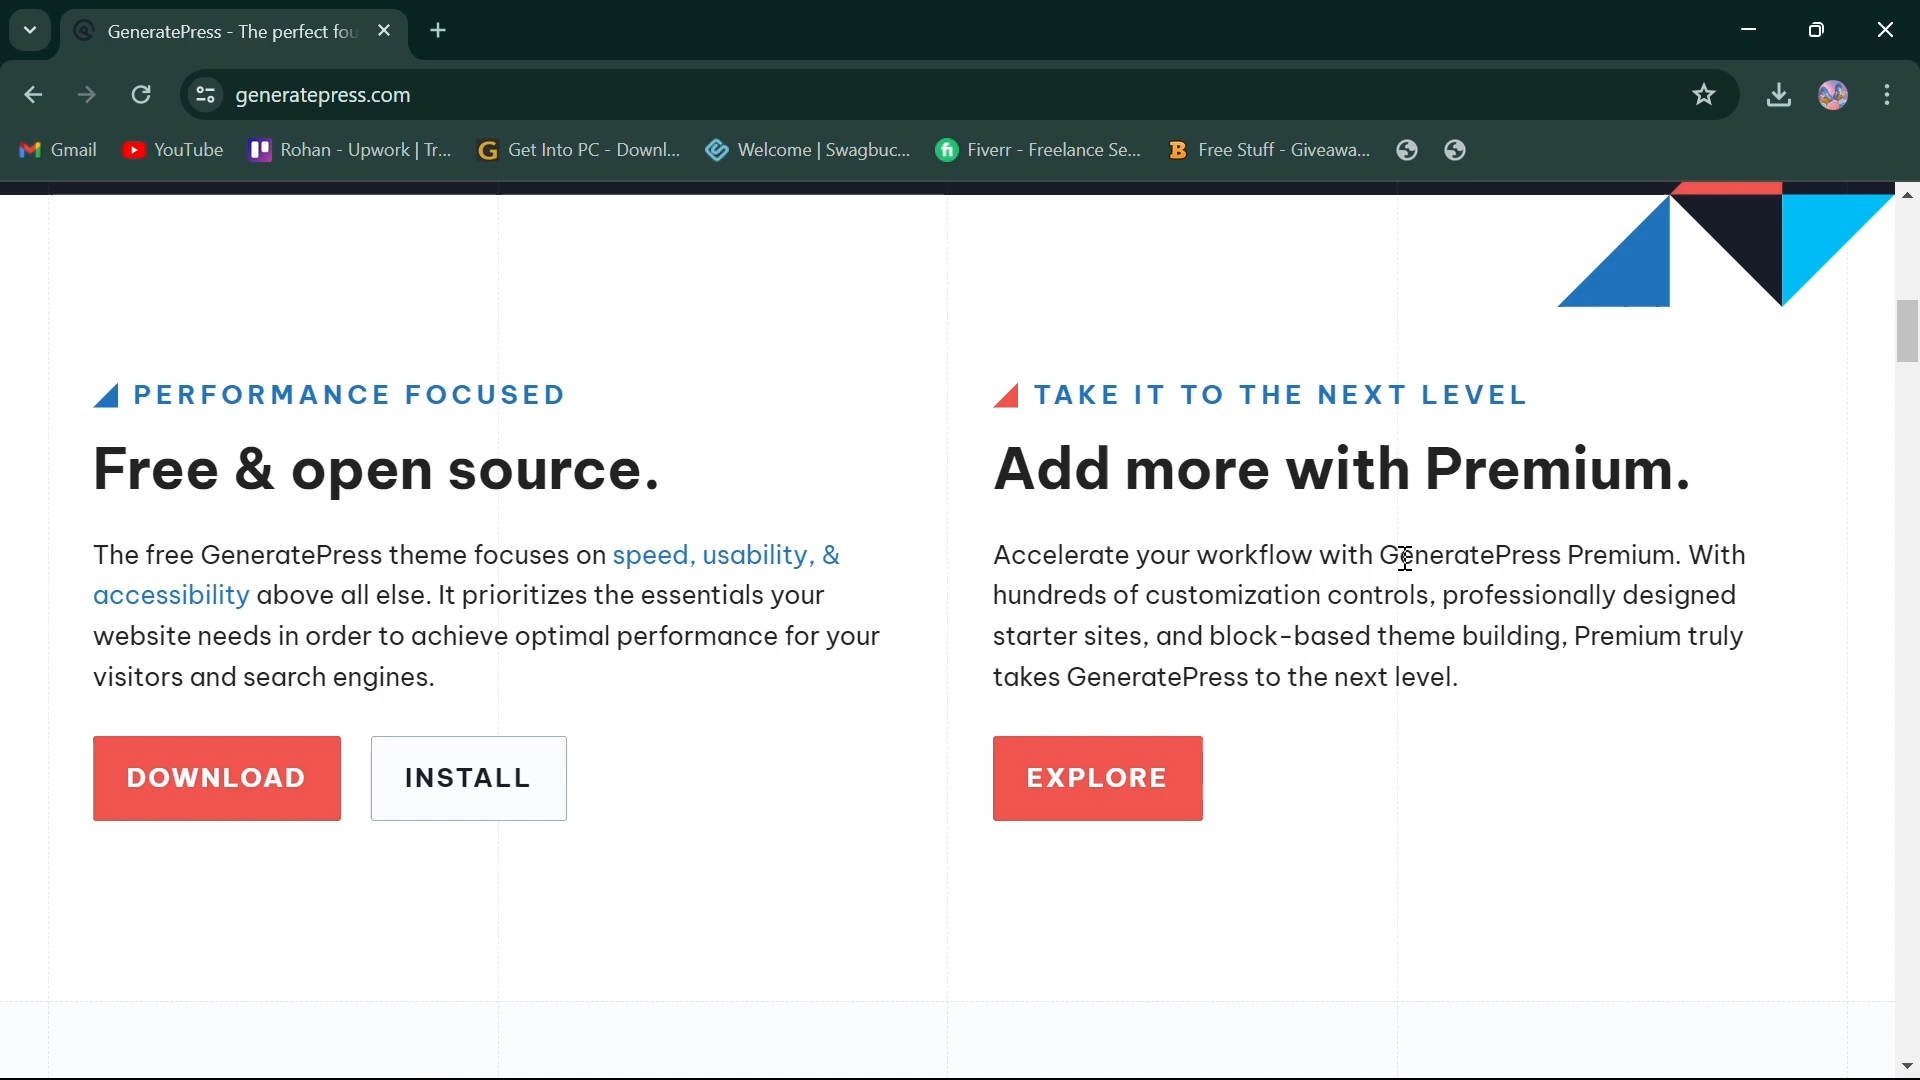 GeneratePress - The perfect fou
generatepress.com
Gmail
YouTube
Rohan - Upwork | Tr...
Get Into PC - Downl...
Welcome | Swagbuc...
Fiverr - Freelance Se...
Free Stuff - Giveawa...
PERFORMANCE FOCUSED
Free & open source.
The free GeneratePress theme focuses on speed, usability, &
accessibility above all else. It prioritizes the essentials your
website needs in order to achieve optimal performance for your
visitors and search engines.
DOWNLOAD
INSTALL
TAKE IT TO THE NEXT LEVEL
Add more with Premium.
Accelerate your workflow with GeneratePress Premium. With
hundreds of customization controls, professionally designed
starter sites, and block-based theme building, Premium truly
takes GeneratePress to the next level.
EXPLORE